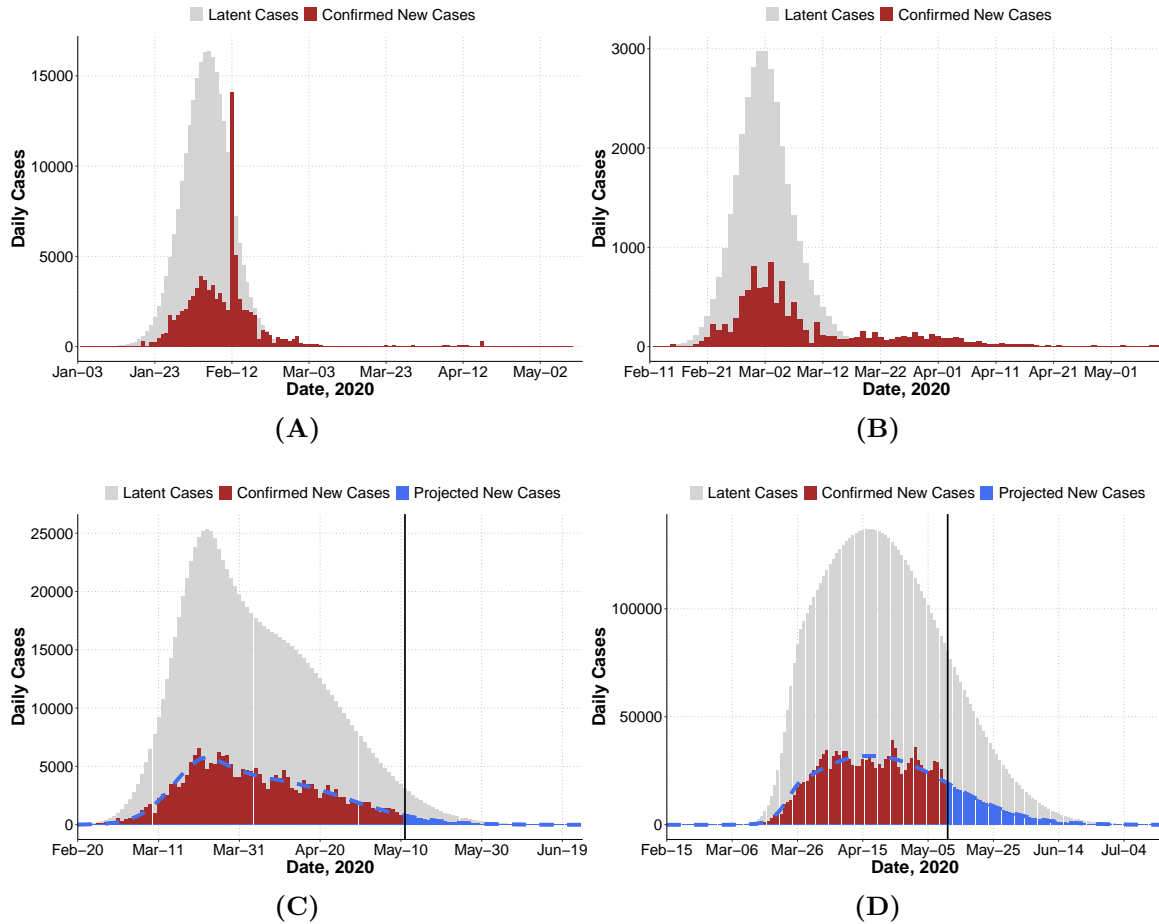 Latent Cases Confirmed New Cases
Daily Cases
15000
10000
5000
0
Jan–03 Jan–23 Feb–12 Mar–03 Mar–23 Apr–12 May–02
Date, 2020
(A)
Latent Cases Confirmed New Cases
Daily Cases
3000
2000
1000
0
Feb–11 Feb–21 Mar–02 Mar–12 Mar–22 Apr–01 Apr–11 Apr–21 May–01
Date, 2020
(B)
Latent Cases Confirmed New Cases Projected New Cases
Daily Cases
25000
20000
15000
10000
5000
0
Feb–20 Mar–11 Mar–31 Apr–20 May–10 May–30 Jun–19
Date, 2020
(C)
Latent Cases Confirmed New Cases Projected New Cases
Daily Cases
100000
50000
0
Feb–15 Mar–06 Mar–26 Apr–15 May–05 May–25 Jun–14 Jul–04
Date, 2020
(D)